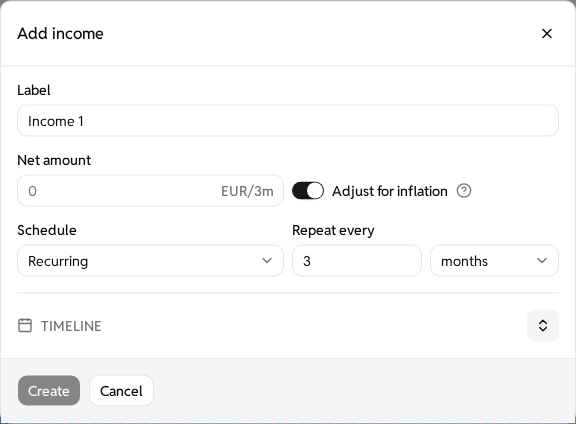 Add income
Label
Income 1
Net amount
0 EUR/3m Adjust for inflation ?
Schedule Repeat every
Recurring 3 months
TIMELINE
Create Cancel